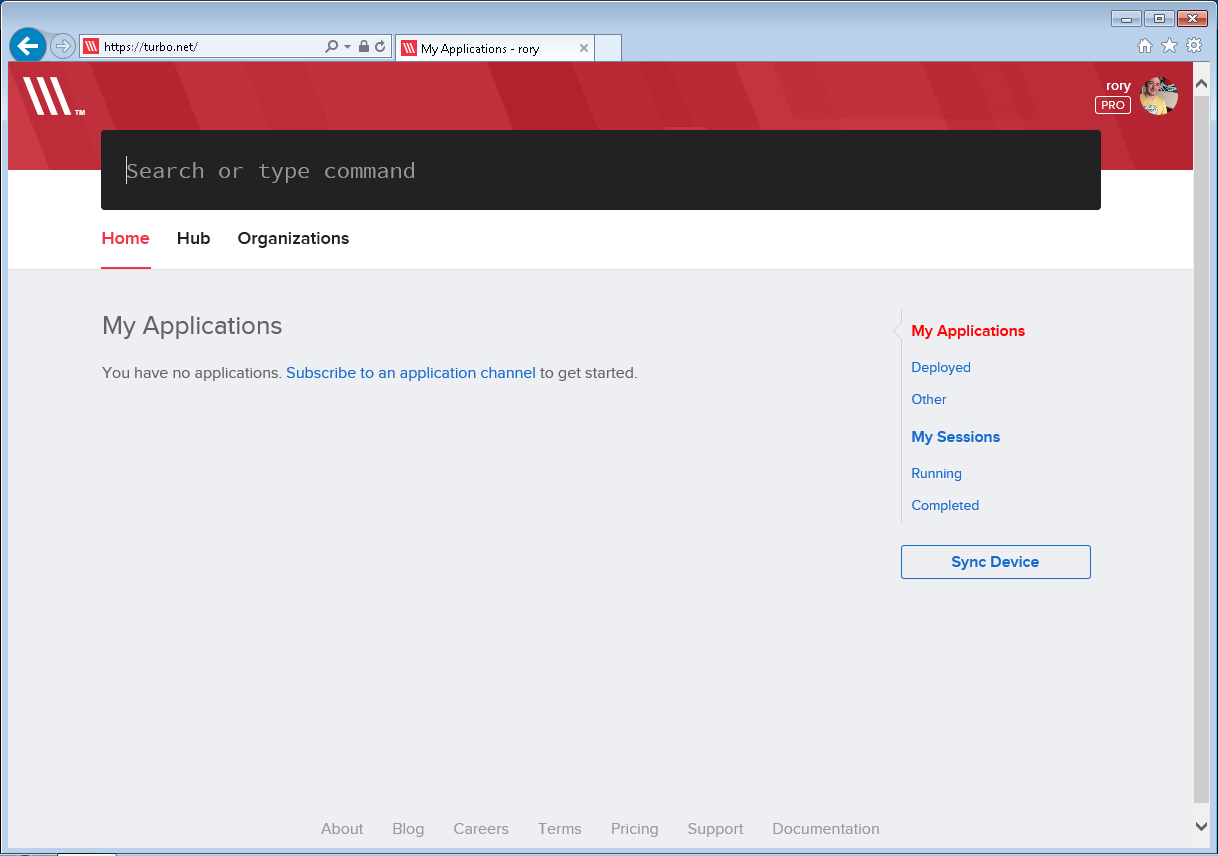 https://turbo.net/
My Applications - rory
TM
rory
PRO
Search or type command
Home Hub Organizations
My Applications
You have no applications. Subscribe to an application channel to get started.
My Applications
Deployed
Other
My Sessions
Running
Completed
Sync Device
About Blog Careers Terms Pricing Support Documentation